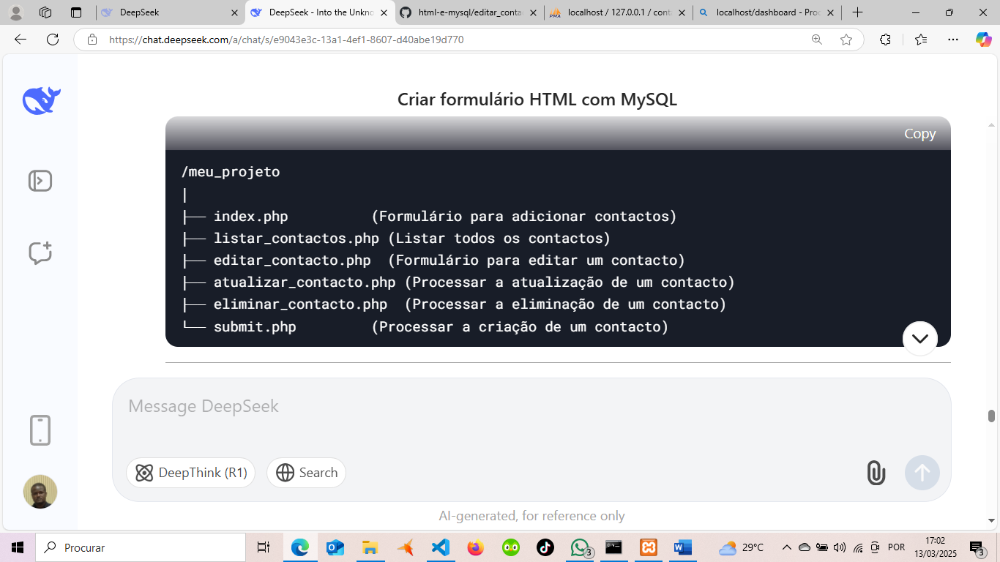 DeepSeek
DeepSeek - Into the Unkno
html-e-mysql/editar_conta
localhost / 127.0.0.1 / cont
localhost/dashboard - Proc
https://chat.deepseek.com/a/chat/s/e9043e3c-13a1-4ef1-8607-d40abe19d770
Criar formulário HTML com MySQL
Copy
/meu_projeto
│
├── index.php (Formulário para adicionar contactos)
├── listar_contactos.php (Listar todos os contactos)
├── editar_contacto.php (Formulário para editar um contacto)
├── atualizar_contacto.php (Processar a atualização de um contacto)
├── eliminar_contacto.php (Processar a eliminação de um contacto)
└── submit.php (Processar a criação de um contacto)
Message DeepSeek
DeepThink (R1)
Search
AI-generated, for reference only
Procurar
3
29°C
POR
17:02
13/03/2025
3